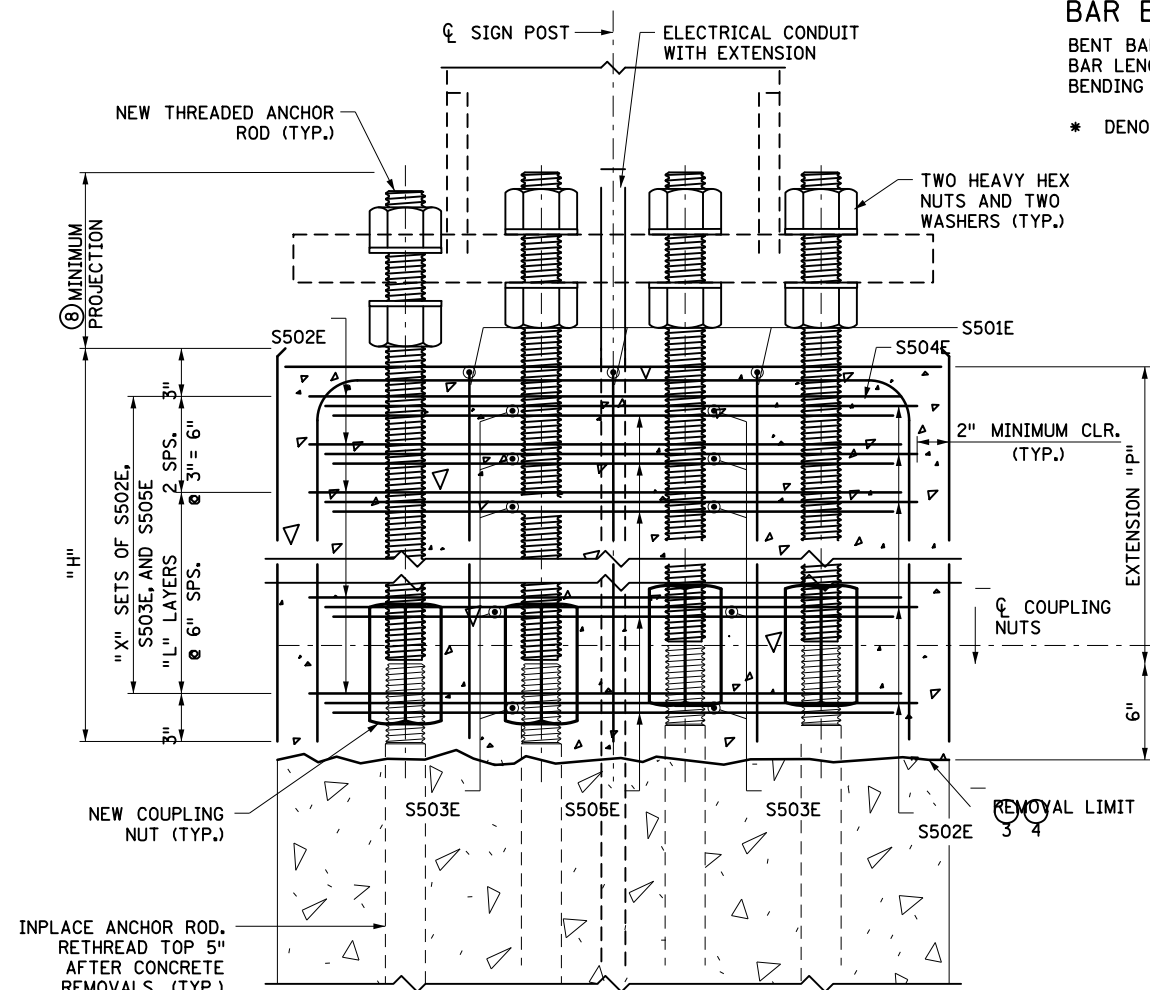 BAR B
BENT BA
BAR LENG
BENDING
* DENO
℄ SIGN POST
ELECTRICAL CONDUIT
WITH EXTENSION
NEW THREADED ANCHOR
ROD (TYP.)
TWO HEAVY HEX
NUTS AND TWO
WASHERS (TYP.)
8 MINIMUM
PROJECTION
S502E
S501E
S504E
3"
2 SPS.
@ 3" = 6"
2" MINIMUM CLR.
(TYP.)
"H"
"X" SETS OF S502E,
S503E, AND S505E
"L" LAYERS
@ 6" SPS.
EXTENSION "P"
℄ COUPLING
NUTS
3"
6"
NEW COUPLING
NUT (TYP.)
S503E
S505E
S503E
S502E
REMOVAL LIMIT
3 4
INPLACE ANCHOR ROD.
RETHREAD TOP 5"
AFTER CONCRETE
REMOVALS. (TYP.)